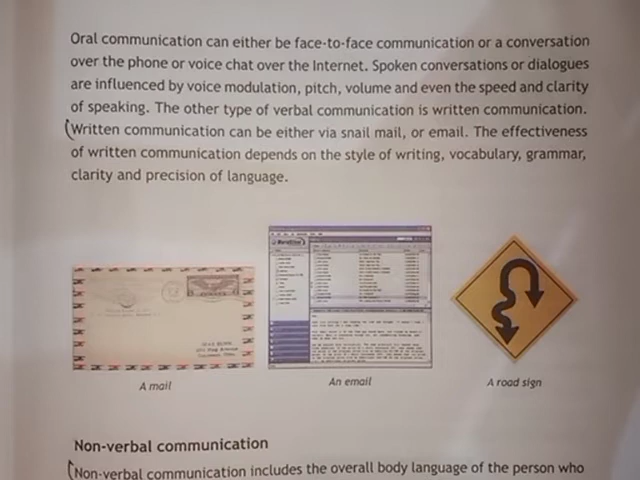 Oral communication can either be face-to-face communication or a conversation
over the phone or voice chat over the Internet. Spoken conversations or dialogues
are influenced by voice modulation, pitch, volume and even the speed and clarity
of speaking. The other type of verbal communication is written communication.
Written communication can be either via snail mail, or email. The effectiveness
of written communication depends on the style of writing, vocabulary, grammar,
clarity and precision of language.
A mail
An email
A road sign
Non-verbal communication
Non-verbal communication includes the overall body language of the person who